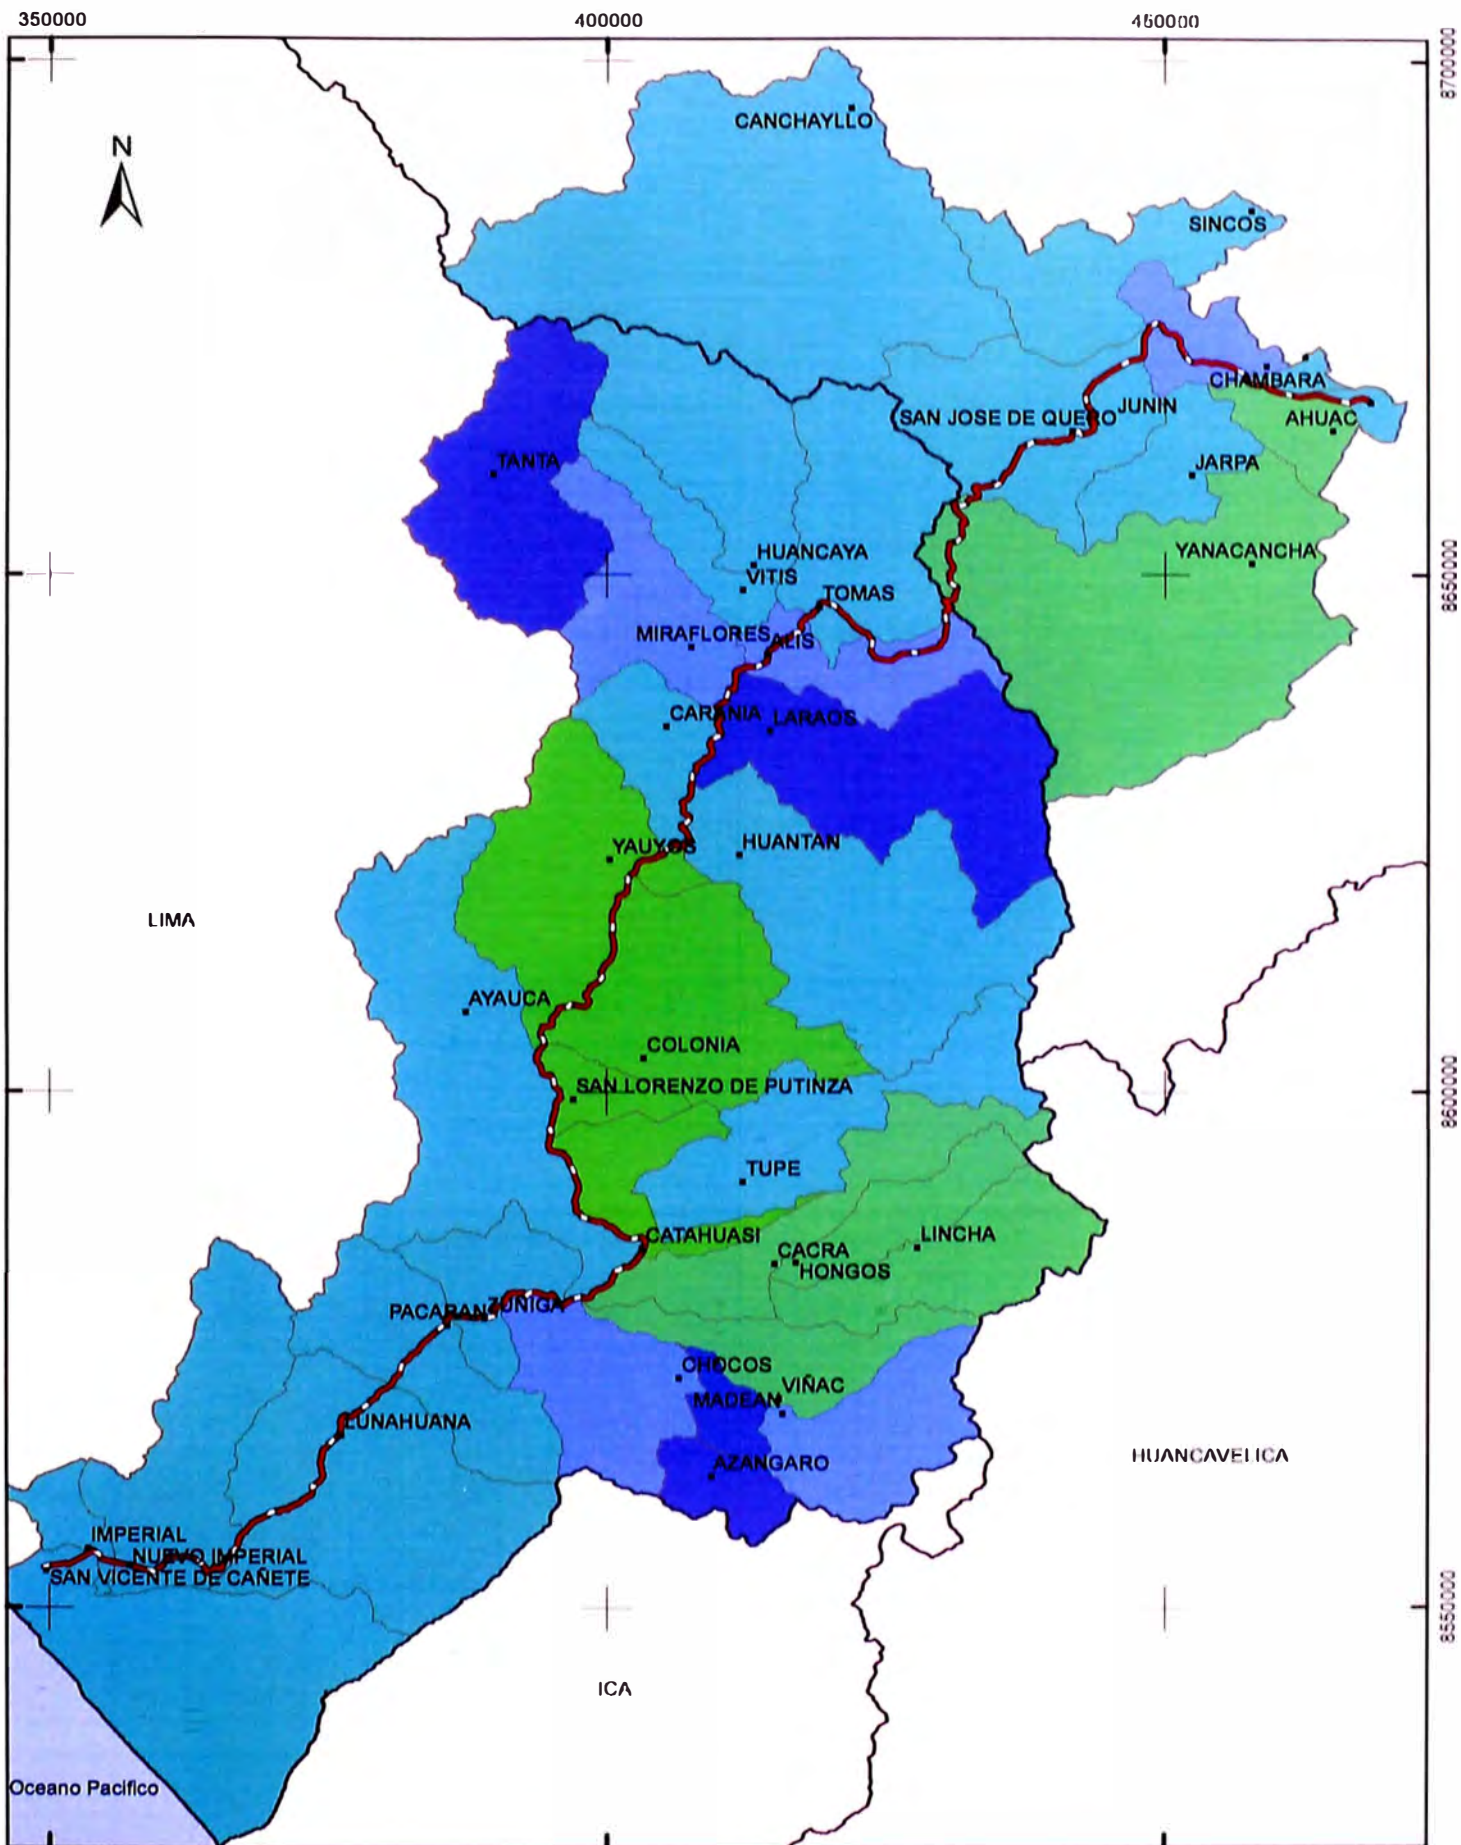 350000 400000 450000
8700000
N
CANCHAYLLO
SINCOS
CHAMBARA
SAN JOSE DE QUERO
JUNIN
AHUAC
TANTA
JARPA
HUANCAYA
YANACANCHA
VITIS
TOMAS
8650000
MIRAFLORES
ALIS
CARANIA
LARAOS
YAUYOS
HUANTAN
LIMA
AYAUCA
COLONIA
SAN LORENZO DE PUTINZA
8600000
TUPE
CATAHUASI
LINCHA
CACRA
HONGOS
PACARAN
ZUÑIGA
CHOCOS
VIÑAC
MADEAN
LUNAHUANA
AZANGARO
HUANCAVELICA
IMPERIAL
NUEVO IMPERIAL
SAN VICENTE DE CAÑETE
8550000
ICA
Oceano Pacifico